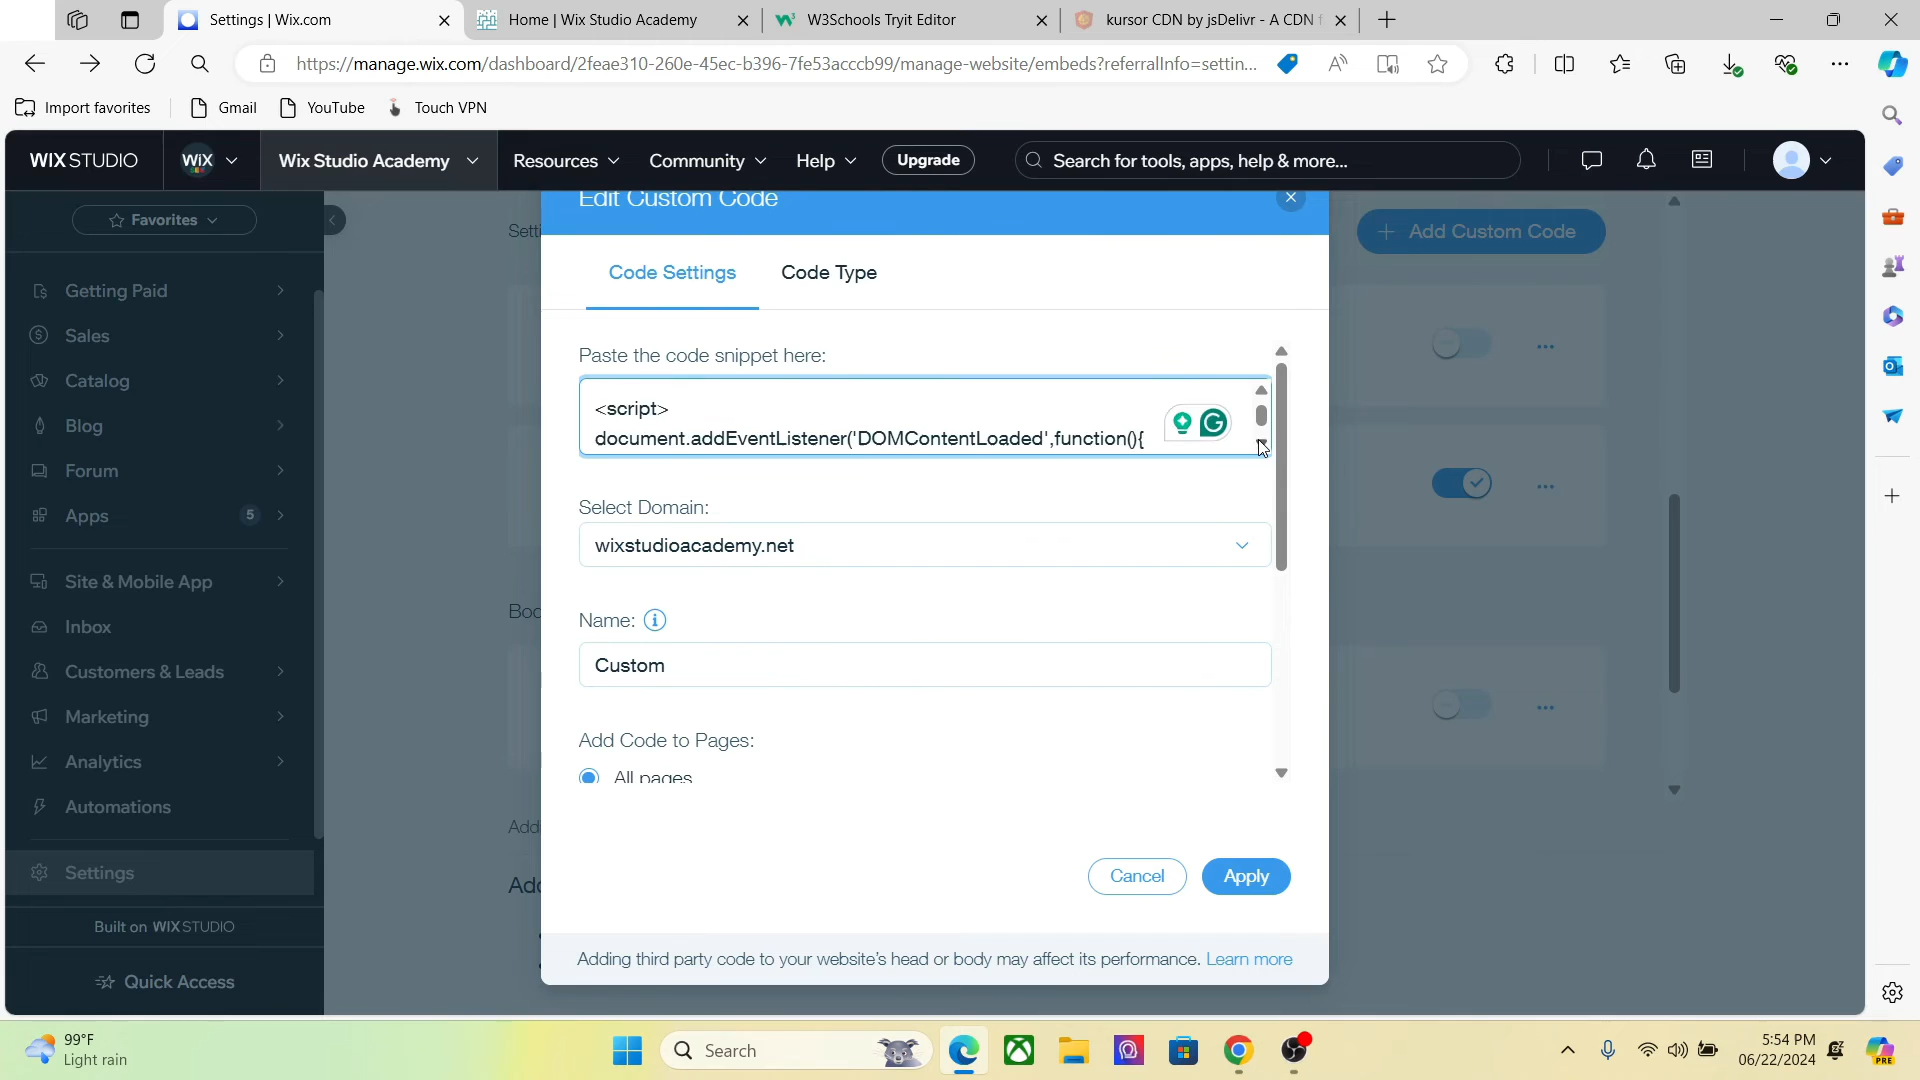 Settings | Wix.com
Home | Wix Studio Academy
W3Schools Tryit Editor
kursor CDN by jsDelivr - A CDN f
https://manage.wix.com/dashboard/2feae310-260e-45ec-b396-7fe53acccb99/manage-website/embeds?referralInfo=settin...
Import favorites
Gmail
YouTube
Touch VPN
WIX STUDIO
WiX
Wix Studio Academy
Resources
Community
Help
Upgrade
Search for tools, apps, help & more...
Favorites
Getting Paid
Sales
Catalog
Blog
Forum
Apps
5
Site & Mobile App
Inbox
Customers & Leads
Marketing
Analytics
Automations
Settings
Built on WIX STUDIO
Quick Access
+ Add Custom Code
Edit Custom Code
Code Settings
Code Type
Paste the code snippet here:
<script>
document.addEventListener('DOMContentLoaded',function(){
Select Domain:
wixstudioacademy.net
Name:
Custom
Add Code to Pages:
All pages
Cancel
Apply
Adding third party code to your website's head or body may affect its performance. Learn more
99°F
Light rain
Search
5:54 PM
06/22/2024
PRE